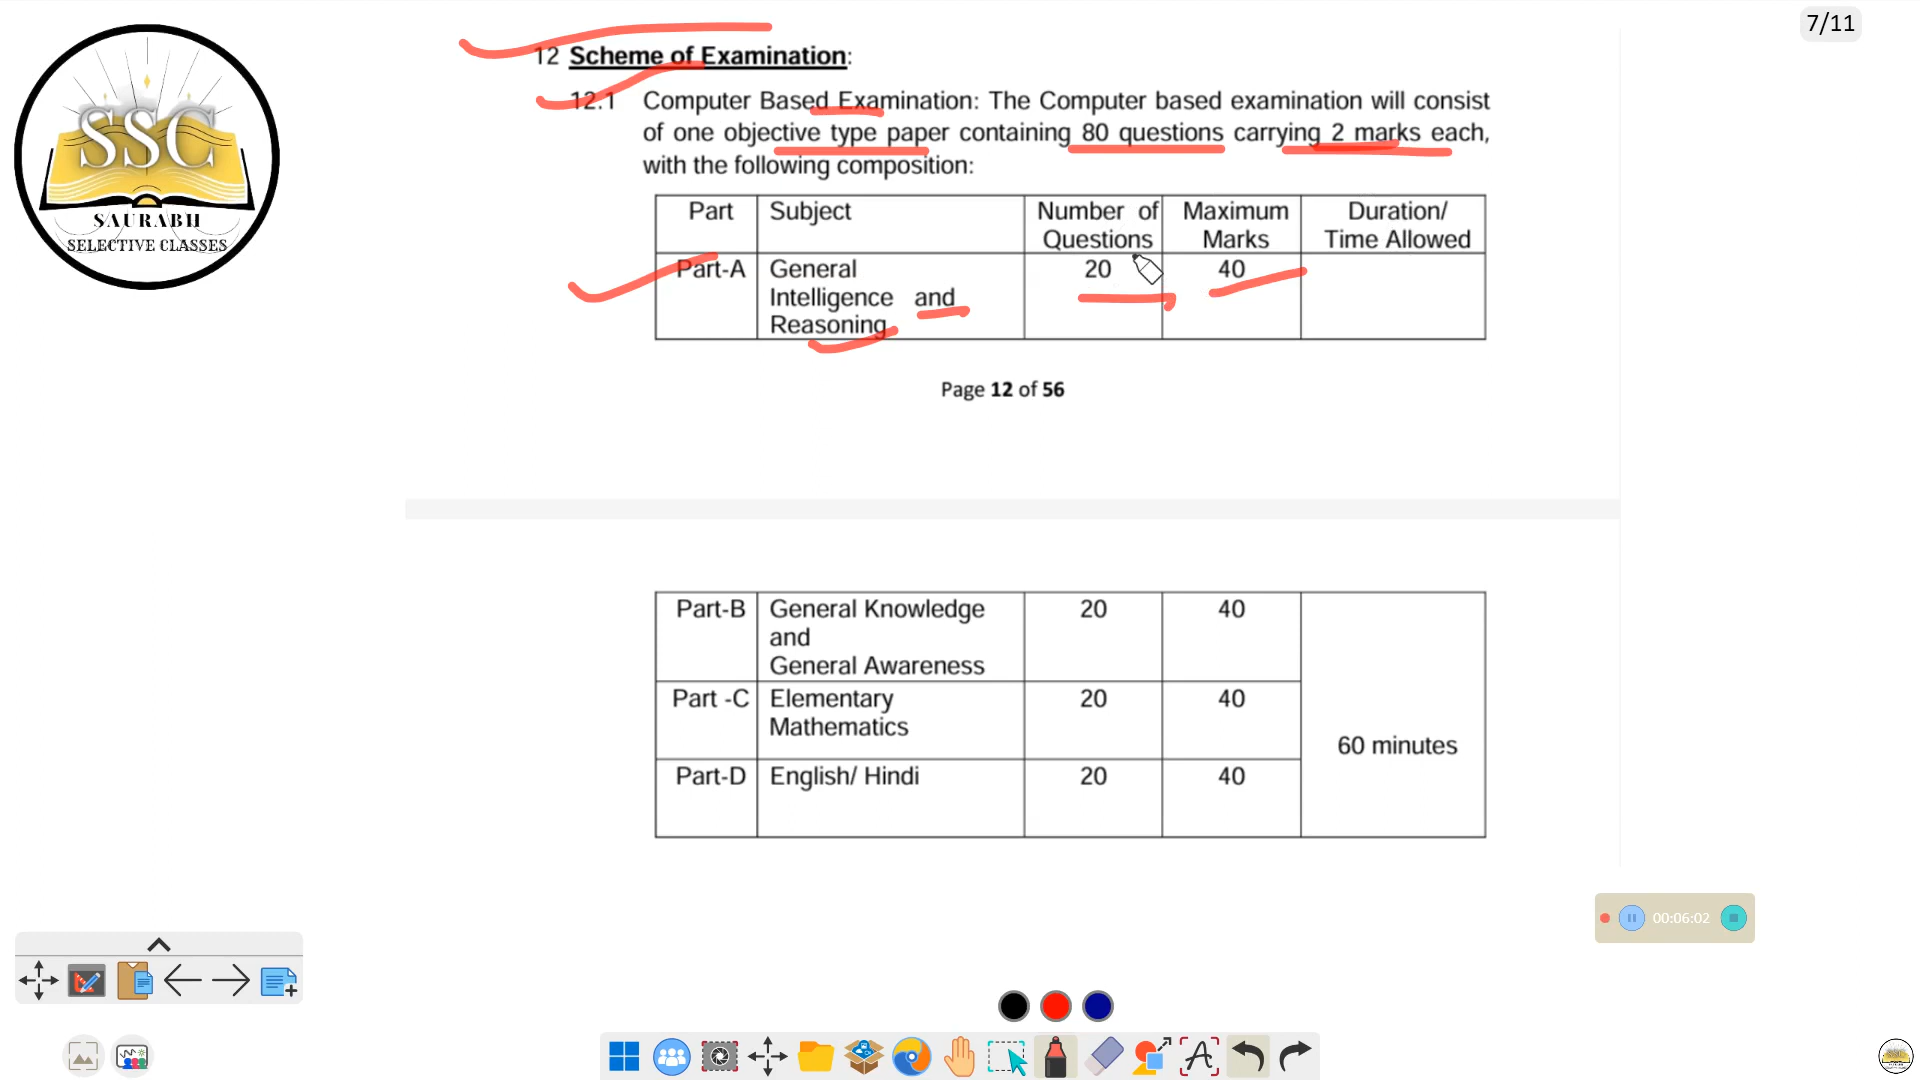 7/11
SSC
SAURABH
SELECTIVE CLASSES
12 Scheme of Examination:
12.1 Computer Based Examination: The Computer based examination will consist
of one objective type paper containing 80 questions carrying 2 marks each,
with the following composition:
Part Subject Number of Questions Maximum Marks Duration/ Time Allowed
Part-A General Intelligence and Reasoning 20 40
Page 12 of 56
Part-B General Knowledge and General Awareness 20 40
Part -C Elementary Mathematics 20 40
60 minutes
Part-D English/ Hindi 20 40
00:06:02